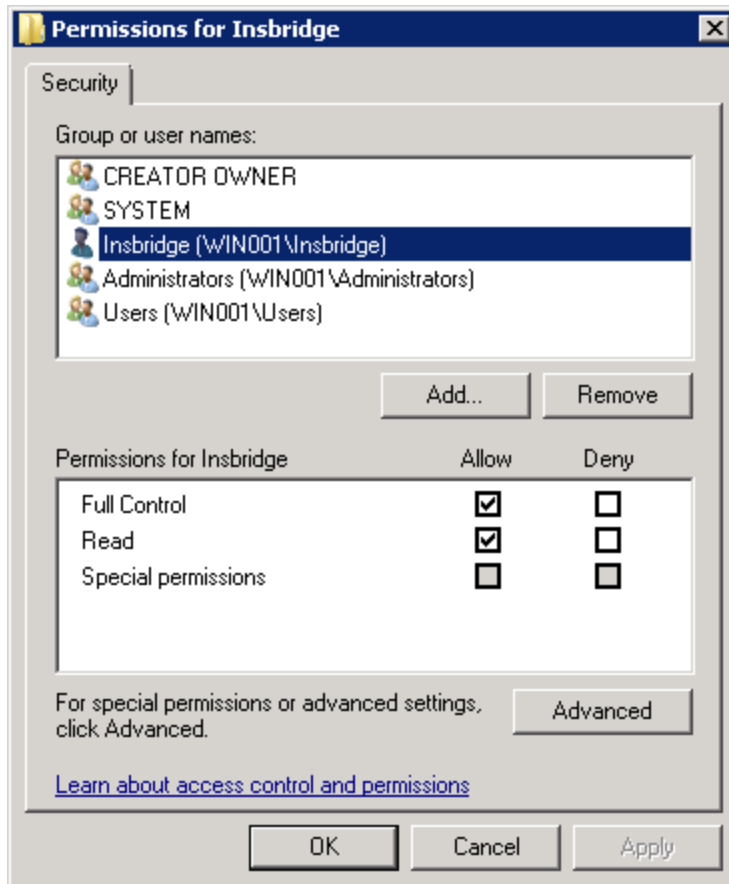 Permissions for Insbridge
Security
Group or user names:
CREATOR OWNER
SYSTEM
Insbridge (WIN001\Insbridge)
Administrators (WIN001\Administrators)
Users (WIN001\Users)
Add... Remove
Permissions for Insbridge Allow Deny
Full Control
Read
Special permissions
For special permissions or advanced settings,
click Advanced.
Advanced
Learn about access control and permissions
OK Cancel Apply